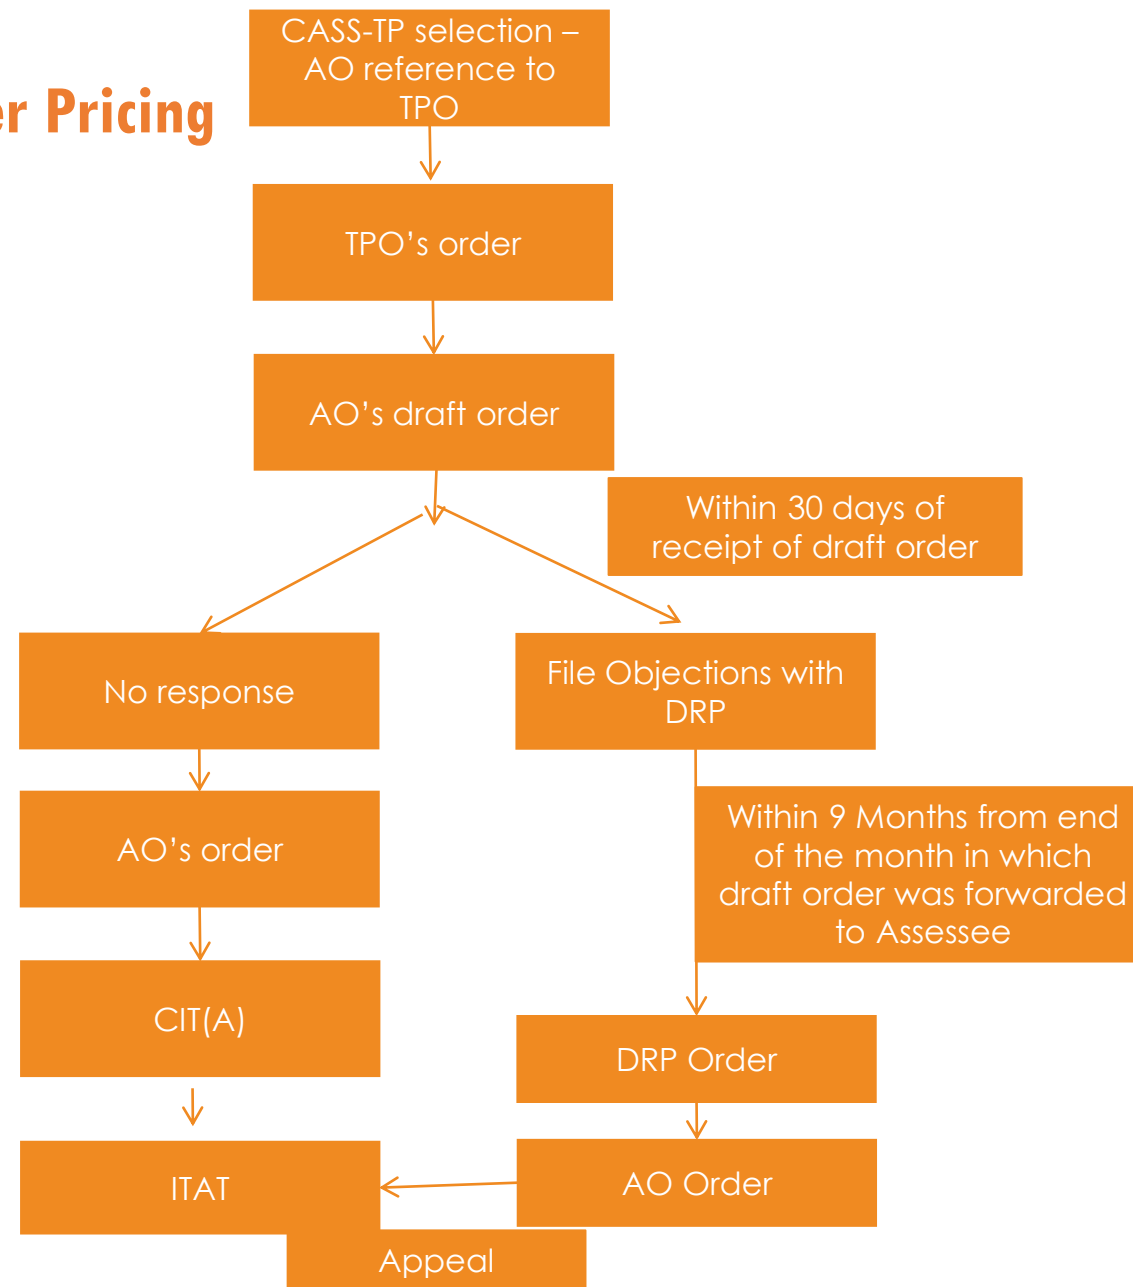 CASS-TP selection –
AO reference to
TPO
er Pricing
TPO’s order
AO’s draft order
Within 30 days of
receipt of draft order
No response
File Objections with
DRP
AO’s order
Within 9 Months from end
of the month in which
draft order was forwarded
to Assessee
CIT(A)
DRP Order
ITAT
AO Order
Appeal